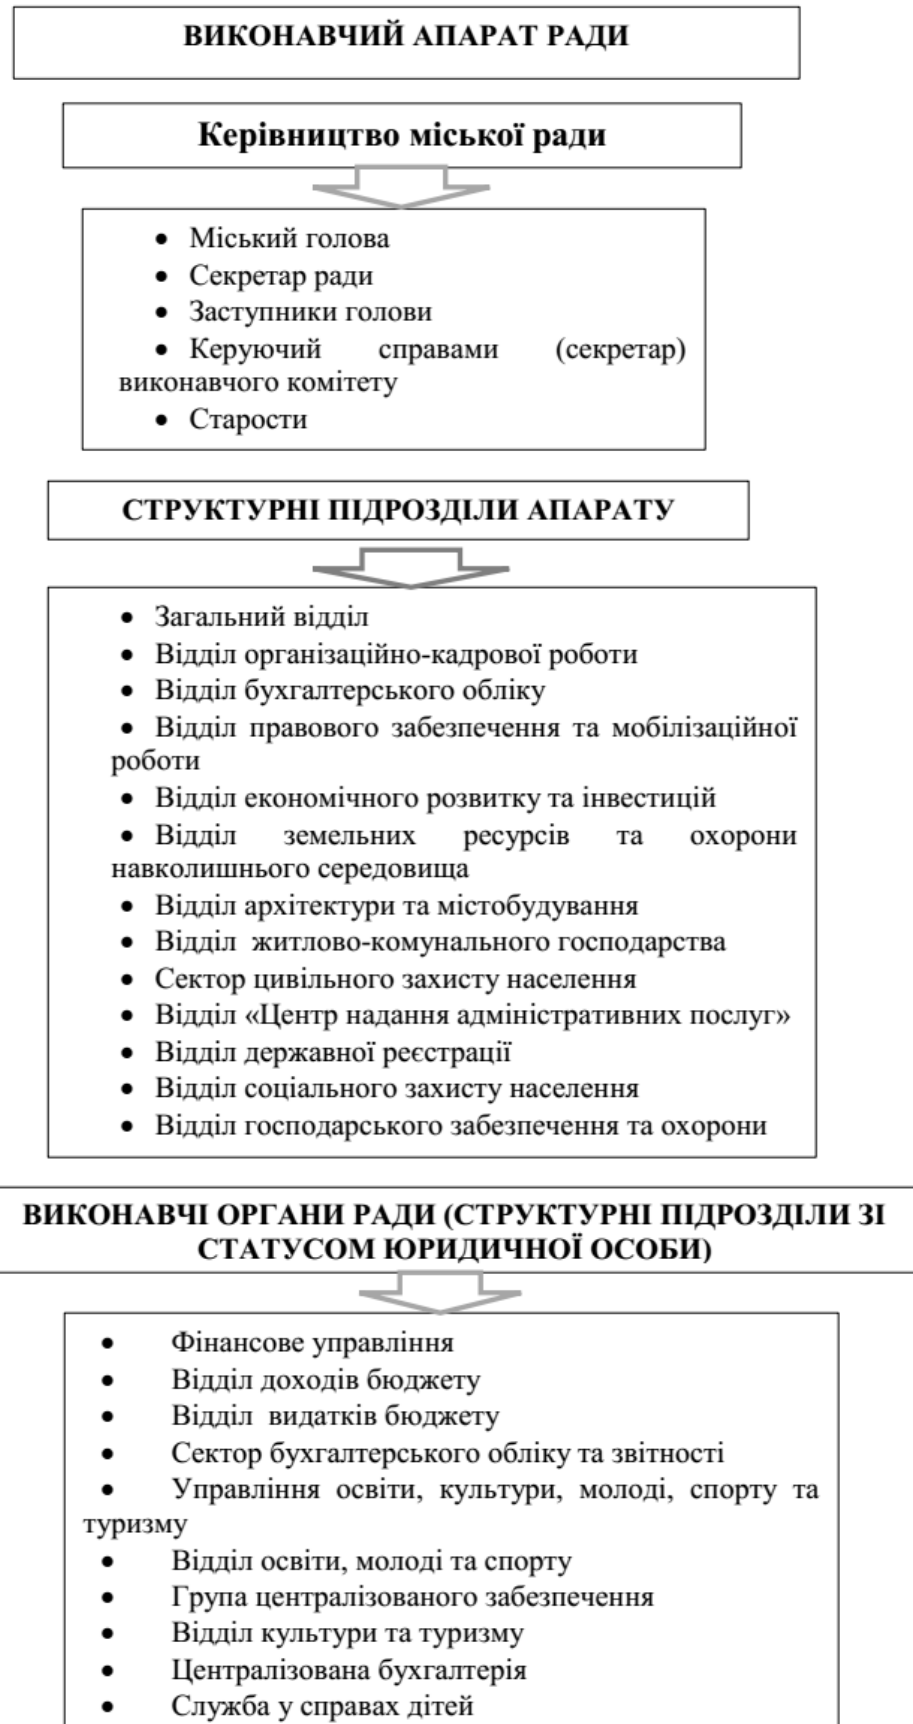 ВИКОНАВЧИЙ АПАРАТ РАДИ
Керівництво міської ради
• Міський голова
• Секретар ради
• Заступники голови
• Керуючий справами (секретар)
виконавчого комітету
• Старости
СТРУКТУРНІ ПІДРОЗДІЛИ АПАРАТУ
• Загальний відділ
• Відділ організаційно-кадрової роботи
• Відділ бухгалтерського обліку
• Відділ правового забезпечення та мобілізаційної
роботи
• Відділ економічного розвитку та інвестицій
• Відділ земельних ресурсів та охорони
навколишнього середовища
• Відділ архітектури та містобудування
• Відділ житлово-комунального господарства
• Сектор цивільного захисту населення
• Відділ «Центр надання адміністративних послуг»
• Відділ державної реєстрації
• Відділ соціального захисту населення
• Відділ господарського забезпечення та охорони
ВИКОНАВЧІ ОРГАНИ РАДИ (СТРУКТУРНІ ПІДРОЗДІЛИ ЗІ
СТАТУСОМ ЮРИДИЧНОЇ ОСОБИ)
• Фінансове управління
• Відділ доходів бюджету
• Відділ видатків бюджету
• Сектор бухгалтерського обліку та звітності
• Управління освіти, культури, молоді, спорту та
туризму
• Відділ освіти, молоді та спорту
• Група централізованого забезпечення
• Відділ культури та туризму
• Централізована бухгалтерія
• Служба у справах дітей